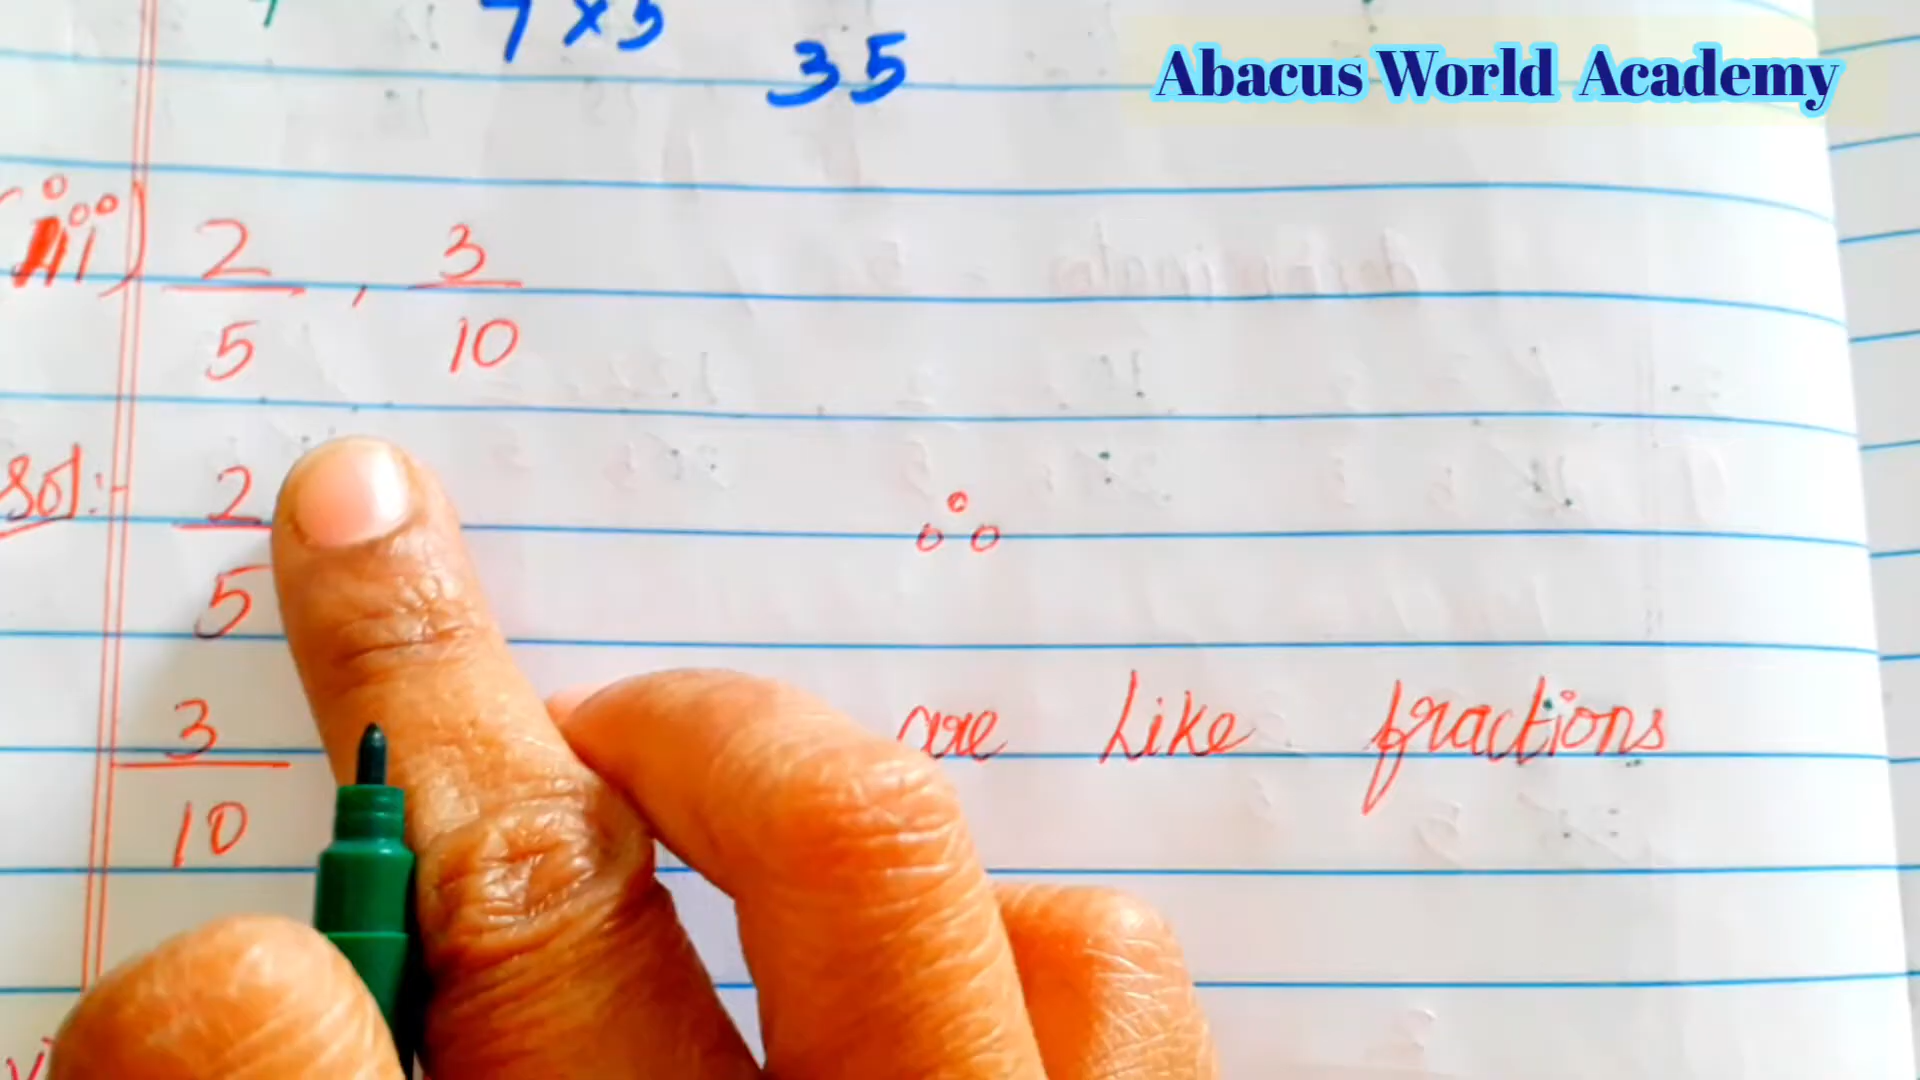 7 × 5 35
Abacus World Academy
iii) 2/5 , 3/10
Sol:- 2/5 ∴
3/10 are Like fractions